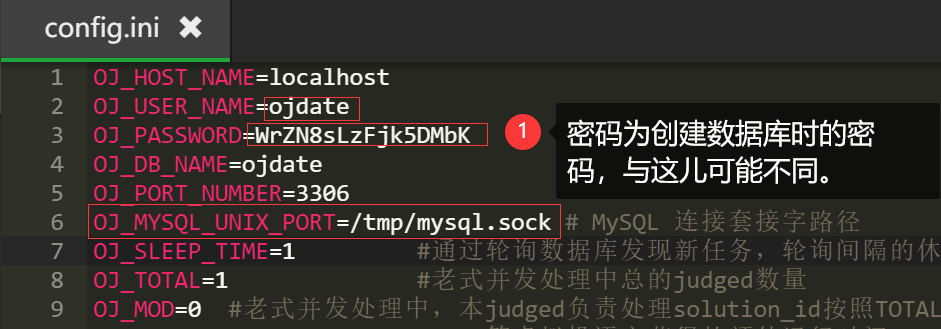 config.ini ✖
1 OJ_HOST_NAME=localhost
2 OJ_USER_NAME=ojdate
3 OJ_PASSWORD=WrZN8sLzFjk5DMbK
1 密码为创建数据库时的密
码，与这儿可能不同。
4 OJ_DB_NAME=ojdate
5 OJ_PORT_NUMBER=3306
6 OJ_MYSQL_UNIX_PORT=/tmp/mysql.sock # MySQL 连接套接字路径
7 OJ_SLEEP_TIME=1 #通过轮询数据库发现新任务，轮询间隔的休
8 OJ_TOTAL=1 #老式并发处理中总的judged数量
9 OJ_MOD=0 #老式并发处理中，本judged负责处理solution_id按照TOTAL